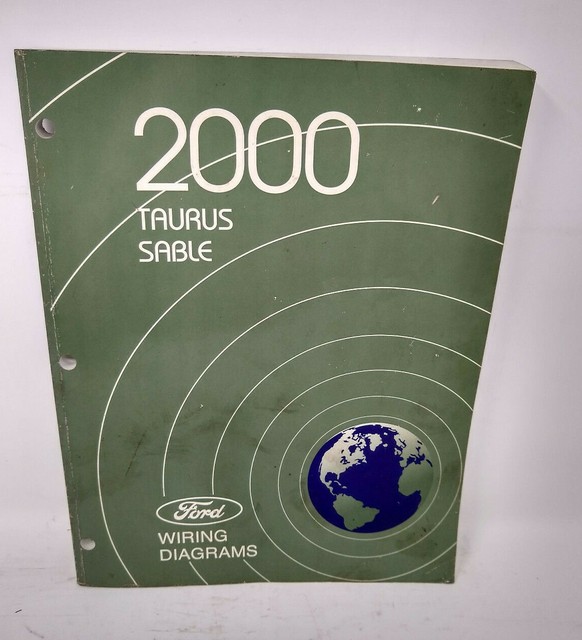 2000
TAURUS
SABLE
Ford
WIRING
DIAGRAMS